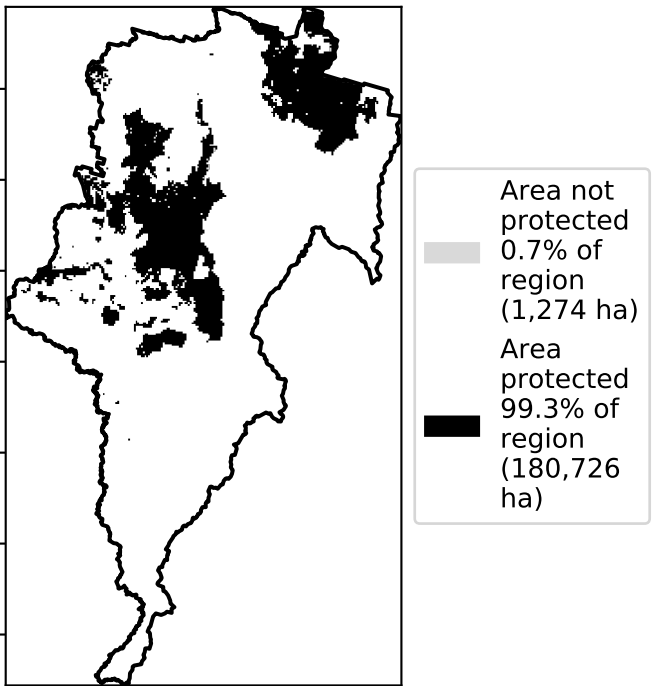 Area not
protected
0.7% of
region
(1,274 ha)
Area
protected
99.3% of
region
(180,726
ha)